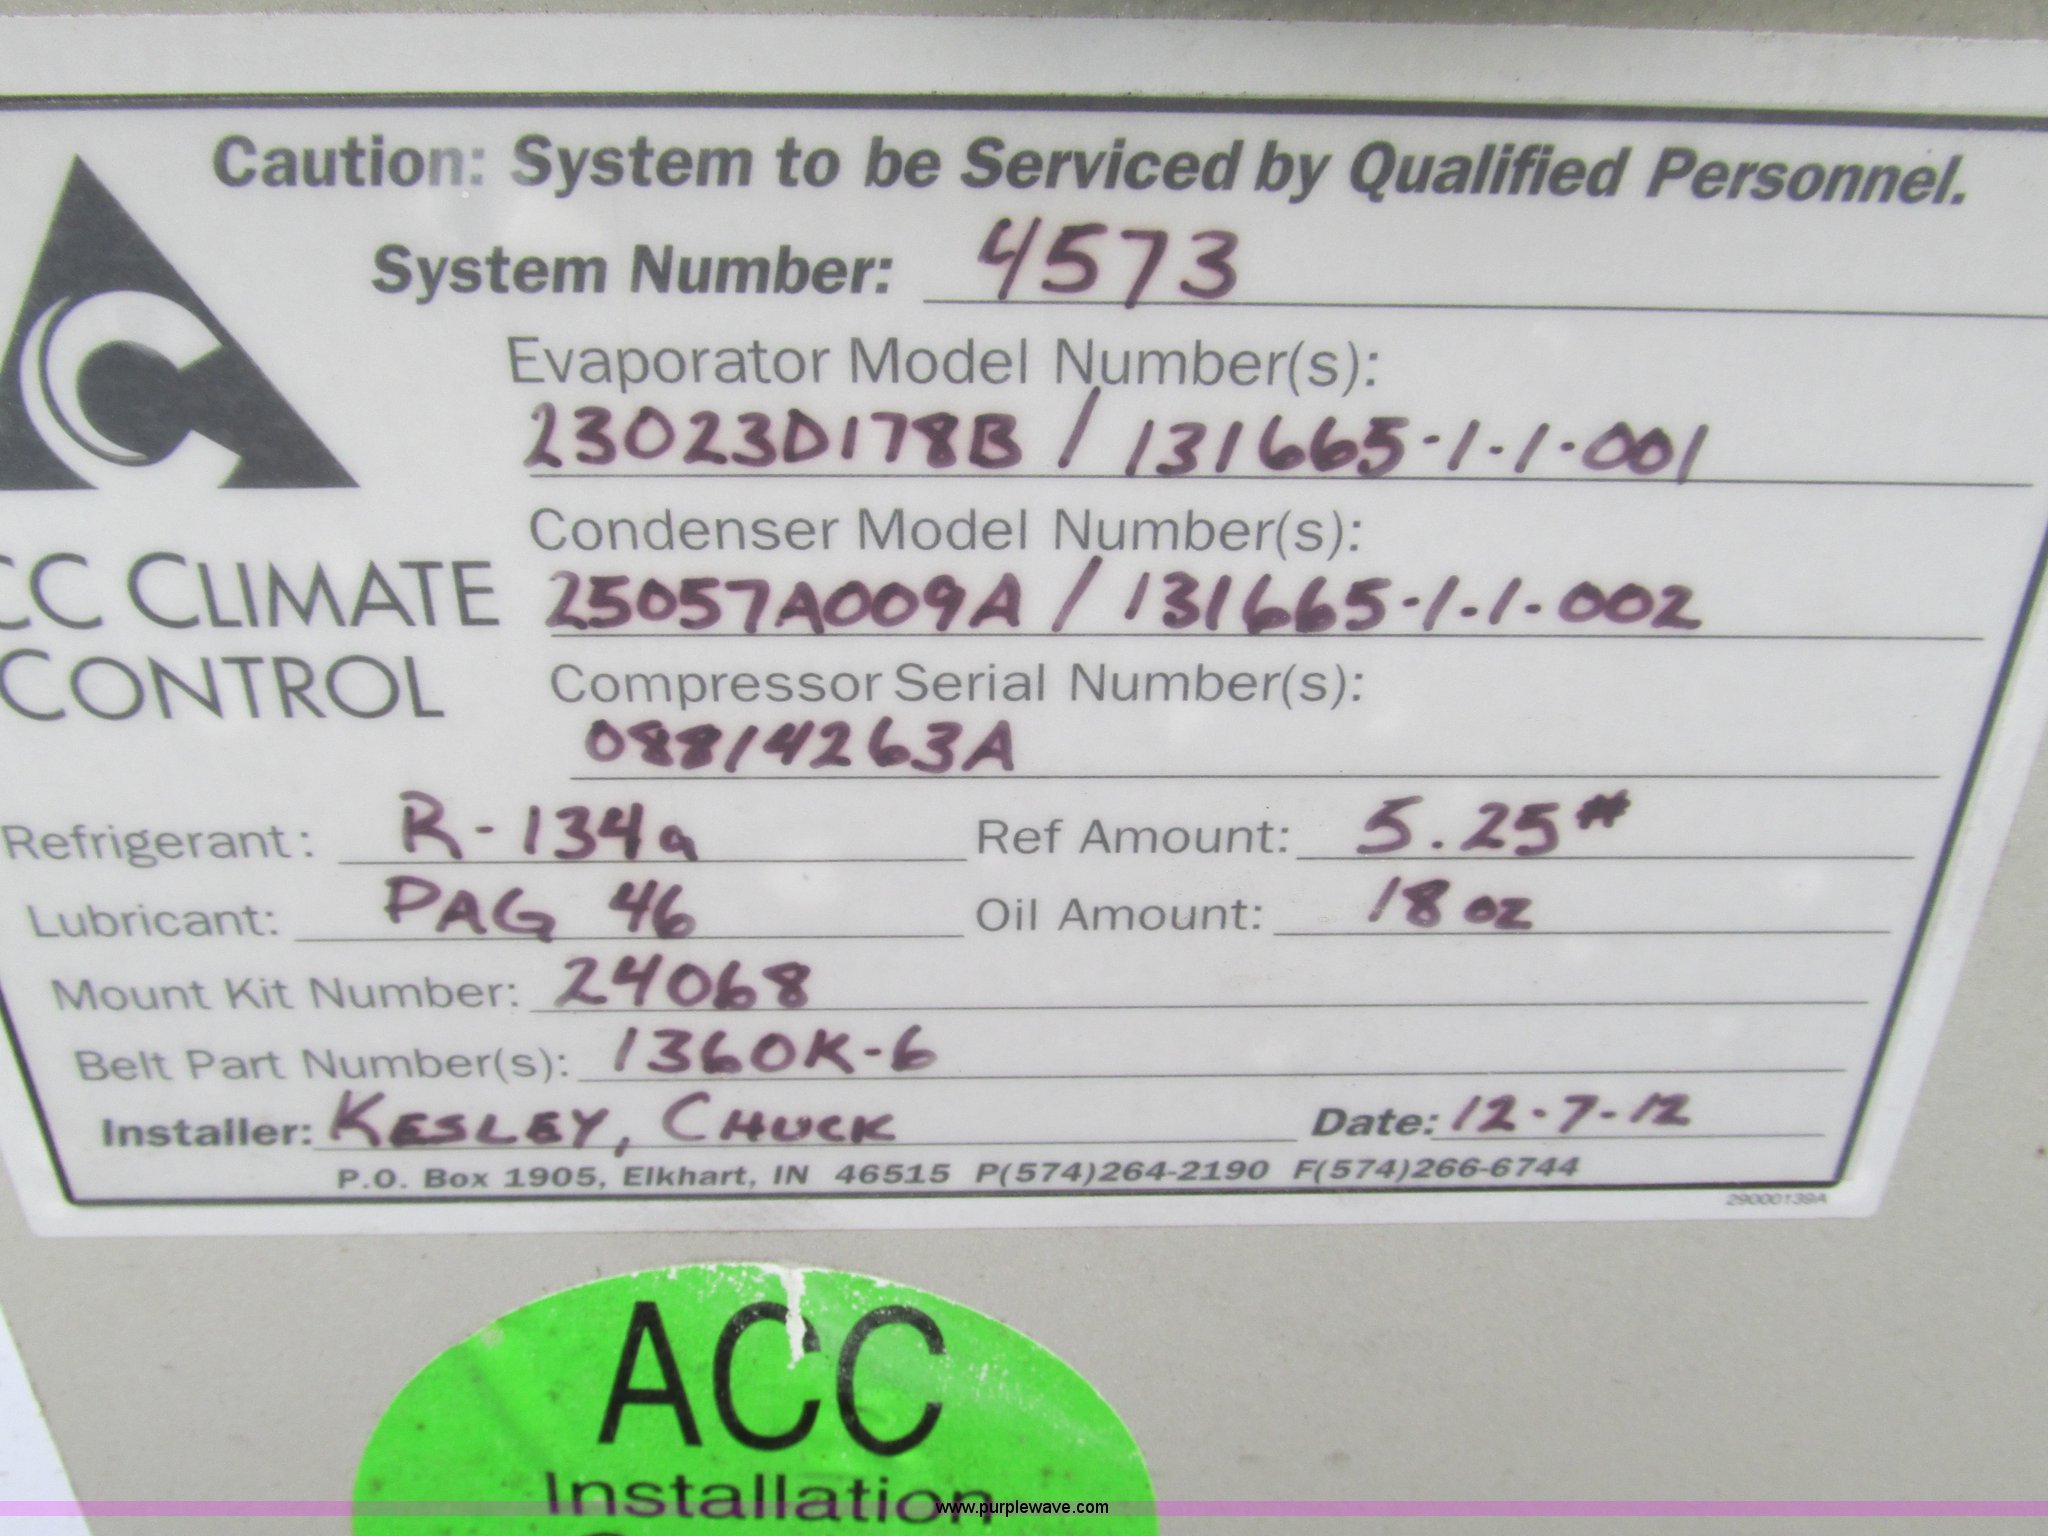 Caution: System to be Serviced by Qualified Personnel.
System Number: 4573
Evaporator Model Number(s):
23023D178B / 131665-1-1-001
Condenser Model Number(s):
25057A009A / 131665-1-1-002
CC CLIMATE
CONTROL
Compressor Serial Number(s):
08814263A
Refrigerant: R-134a Ref Amount: 5.25#
Lubricant: PAG 46 Oil Amount: 18 oz
Mount Kit Number: 24068
Belt Part Number(s): 1360K-6
Installer: KESLEY, CHUCK Date: 12-7-12
P.O. Box 1905, Elkhart, IN 46515 P(574)264-2190 F(574)266-6744
29000139A
ACC
Installation
www.purplewave.com